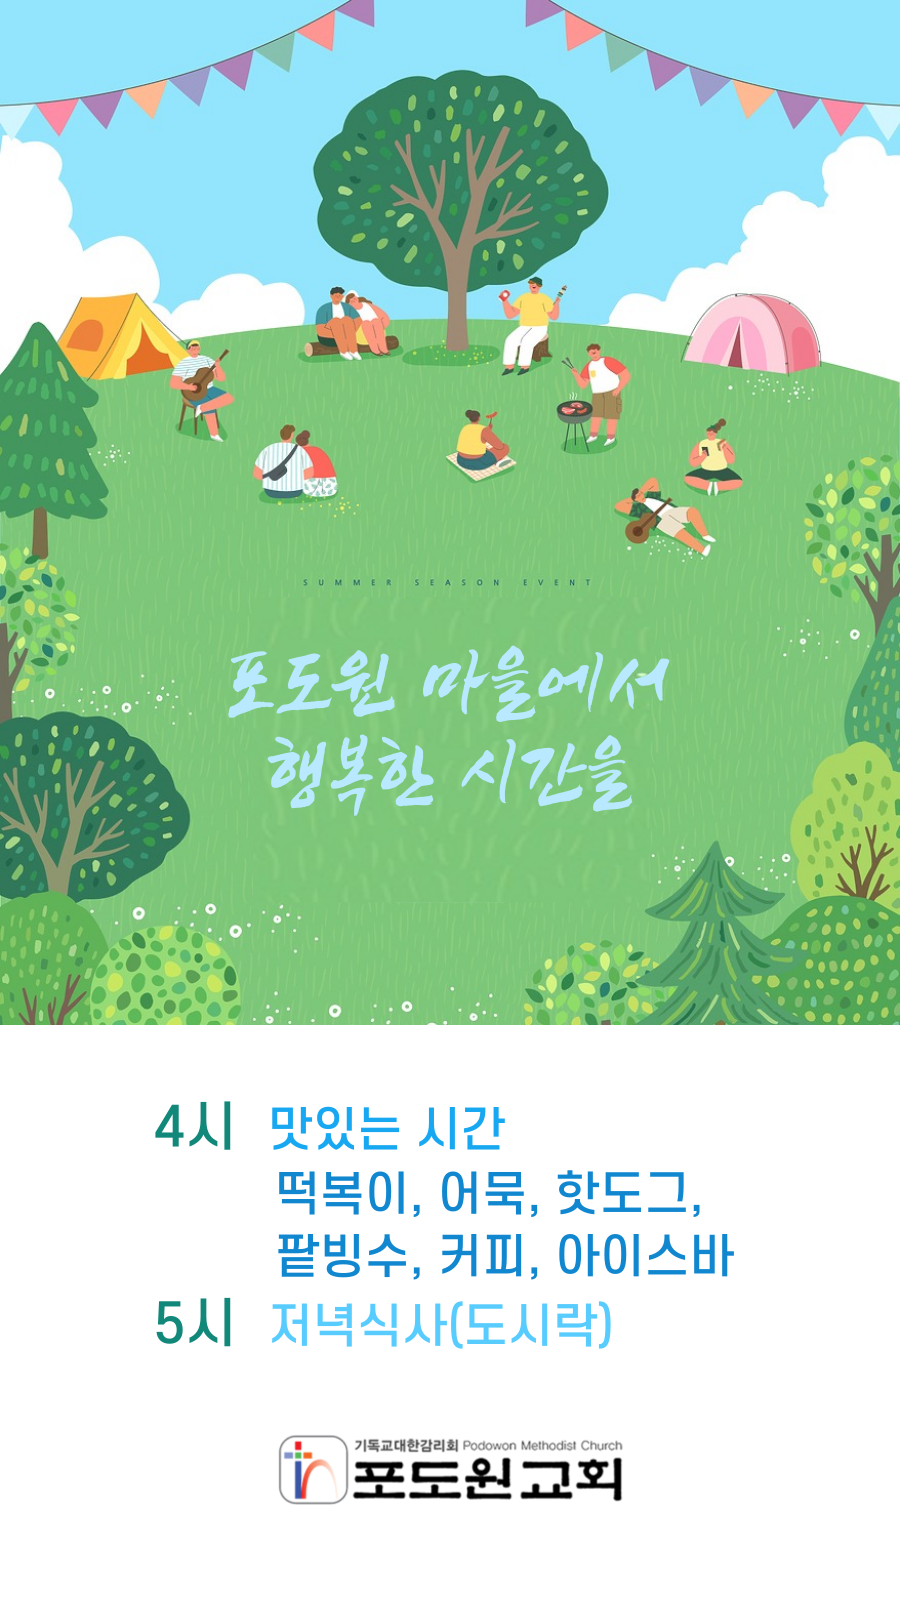 SUMMER SEASON EVENT
포도원 마을에서
행복한 시간을
4시 맛있는 시간
떡복이, 어묵, 핫도그,
팥빙수, 커피, 아이스바
5시 저녁식사(도시락)
기독교대한감리회 Podowon Methodist Church
포도원교회